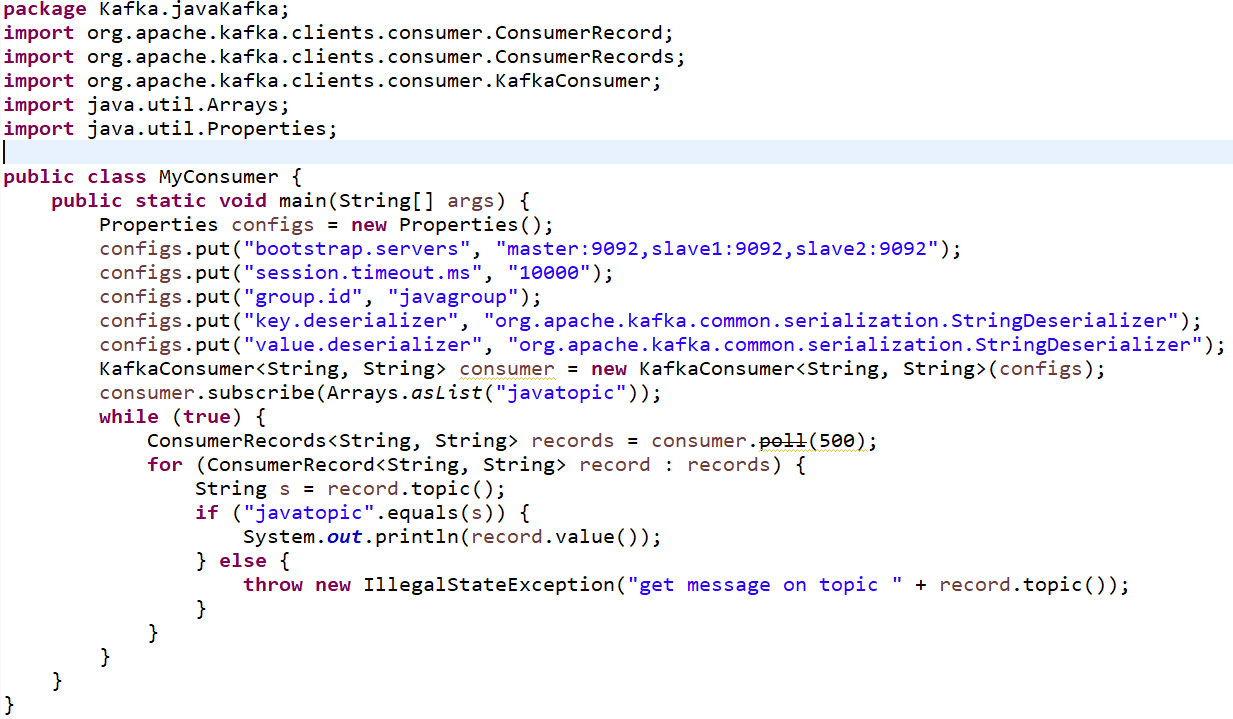 package Kafka.javaKafka;
import org.apache.kafka.clients.consumer.ConsumerRecord;
import org.apache.kafka.clients.consumer.ConsumerRecords;
import org.apache.kafka.clients.consumer.KafkaConsumer;
import java.util.Arrays;
import java.util.Properties;

public class MyConsumer {
    public static void main(String[] args) {
        Properties configs = new Properties();
        configs.put("bootstrap.servers", "master:9092,slave1:9092,slave2:9092");
        configs.put("session.timeout.ms", "10000");
        configs.put("group.id", "javagroup");
        configs.put("key.deserializer", "org.apache.kafka.common.serialization.StringDeserializer");
        configs.put("value.deserializer", "org.apache.kafka.common.serialization.StringDeserializer");
        KafkaConsumer<String, String> consumer = new KafkaConsumer<String, String>(configs);
        consumer.subscribe(Arrays.asList("javatopic"));
        while (true) {
            ConsumerRecords<String, String> records = consumer.poll(500);
            for (ConsumerRecord<String, String> record : records) {
                String s = record.topic();
                if ("javatopic".equals(s)) {
                    System.out.println(record.value());
                } else {
                    throw new IllegalStateException("get message on topic " + record.topic());
                }
            }
        }
    }
}